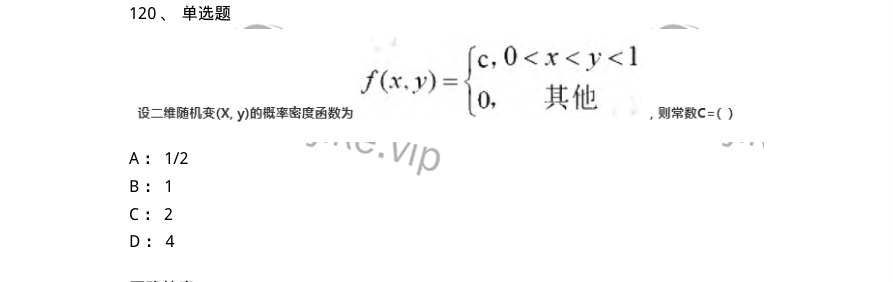 120 、 单选题
设二维随机变(X, y)的概率密度函数为 f(x,y)={c, 0<x<y<1
0, 其他 , 则常数C=( )
A： 1/2
B： 1
C： 2
D： 4
.vip